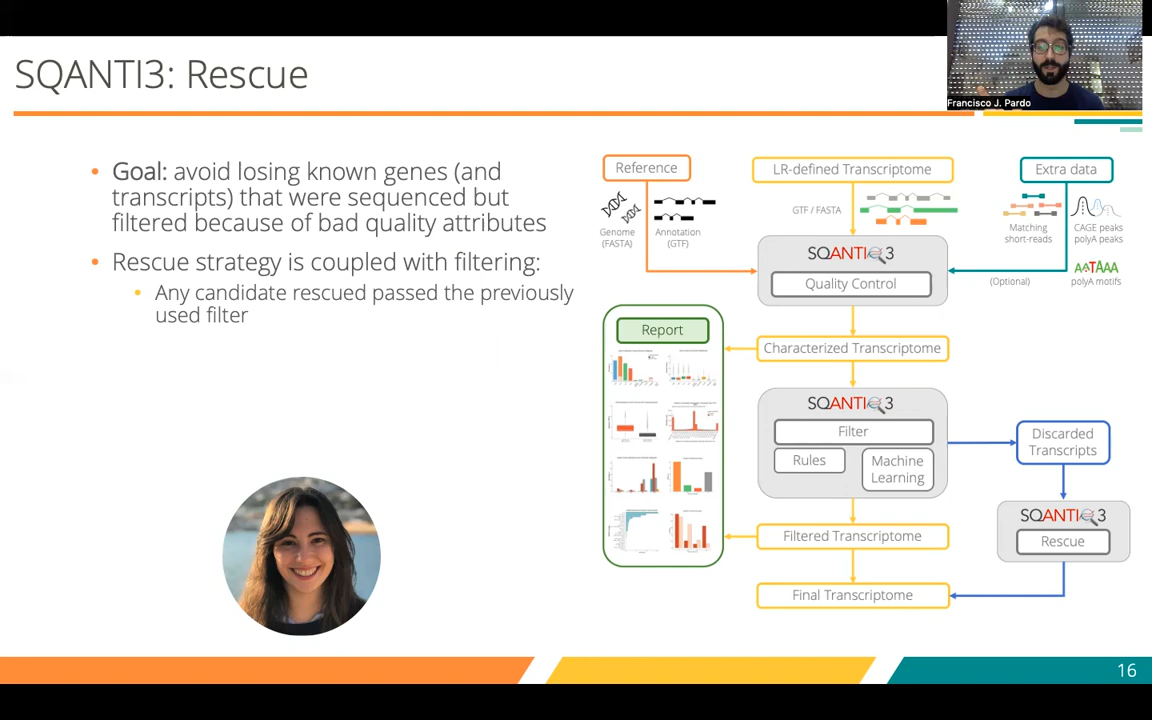 SQANTI3: Rescue
Francisco J. Pardo
• Goal: avoid losing known genes (and
transcripts) that were sequenced but
filtered because of bad quality attributes
• Rescue strategy is coupled with filtering:
• Any candidate rescued passed the previously
used filter
Reference
Genome
(FASTA)
Annotation
(GTF)
LR-defined Transcriptome
GTF / FASTA
Extra data
Matching
short-reads
CAGE peaks
polyA peaks
AATAAA
polyA motifs
(Optional)
SQANTI3
Quality Control
Report
Characterized Transcriptome
SQANTI3
Filter
Rules
Machine
Learning
Discarded
Transcripts
SQANTI3
Rescue
Filtered Transcriptome
Final Transcriptome
16